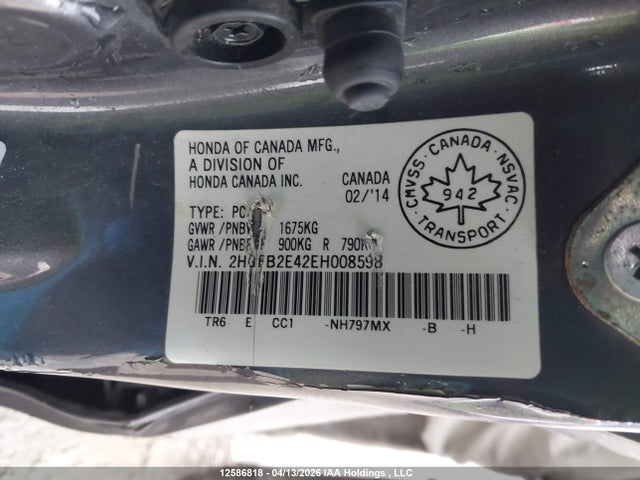 HONDA OF CANADA MFG.,
A DIVISION OF
HONDA CANADA INC.
CANADA
02/'14
TYPE: PC
GVWR /PNBV 1675KG
GAWR /PNBE F 900KG R 790KG
V.I.N. 2HGFB2E42EH008598
TR6 E CC1 -NH797MX -B -H
CMVSS · CANADA · NSVAC
942
TRANSPORT
12586818 - 04/13/2026 IAA Holdings , LLC